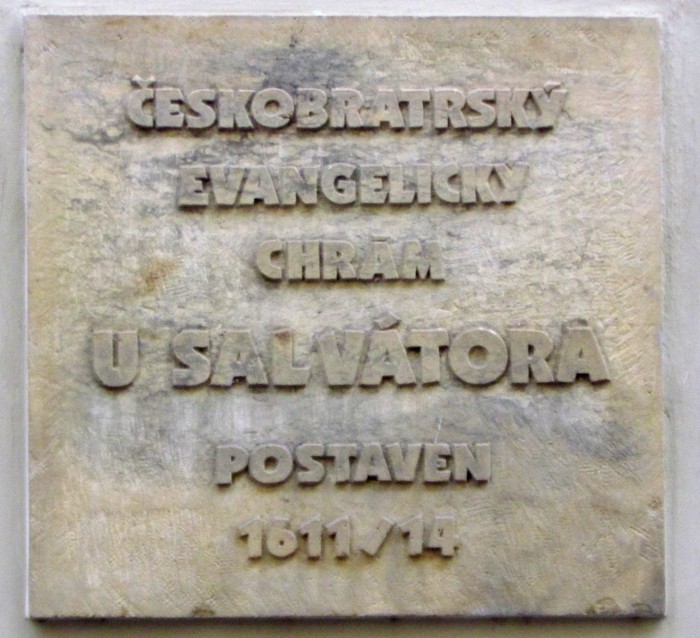 ČESKOBRATRSKÝ
EVANGELICKÝ
CHRÁM
U SALVÁTORA
POSTAVEN
1611/14